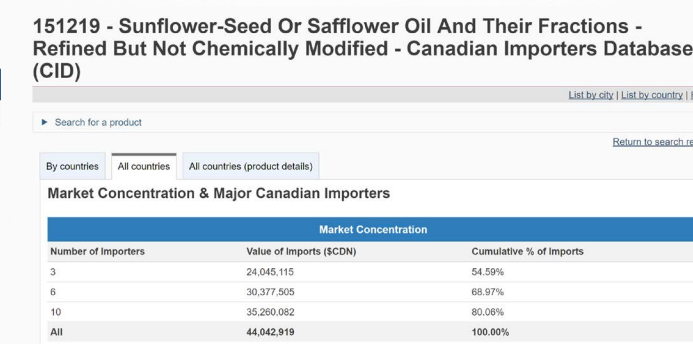 151219 - Sunflower-Seed Or Safflower Oil And Their Fractions -
Refined But Not Chemically Modified - Canadian Importers Database
(CID)
List by city | List by country |
Search for a product
Return to search re
By countries All countries All countries (product details)
Market Concentration & Major Canadian Importers
Market Concentration
Number of Importers Value of Imports ($CDN) Cumulative % of Imports
3 24,045,115 54.59%
6 30,377,505 68.97%
10 35,260,082 80.06%
All 44,042,919 100.00%